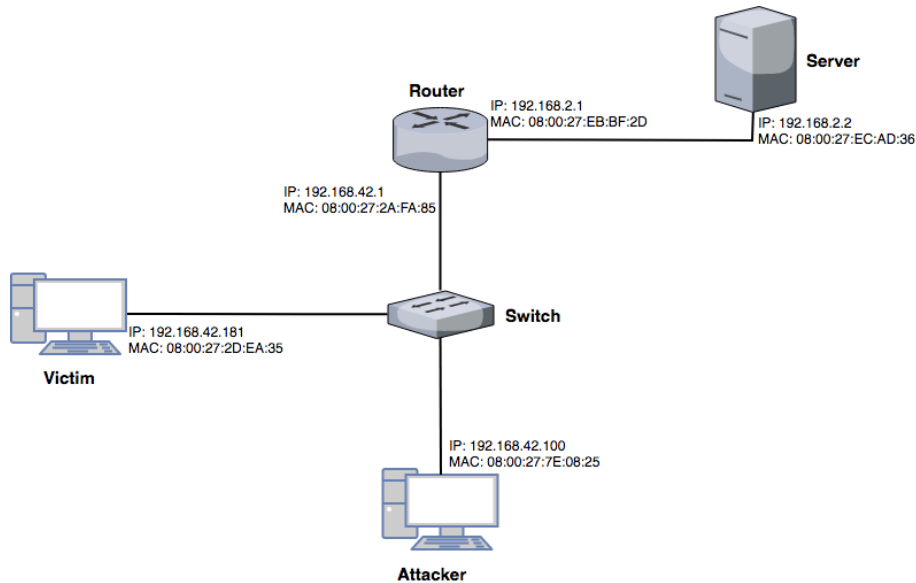 Server
Router
IP: 192.168.2.1
MAC: 08:00:27:EB:BF:2D
IP: 192.168.2.2
MAC: 08:00:27:EC:AD:36
IP: 192.168.42.1
MAC: 08:00:27:2A:FA:85
Switch
IP: 192.168.42.181
MAC: 08:00:27:2D:EA:35
Victim
IP: 192.168.42.100
MAC: 08:00:27:7E:08:25
Attacker